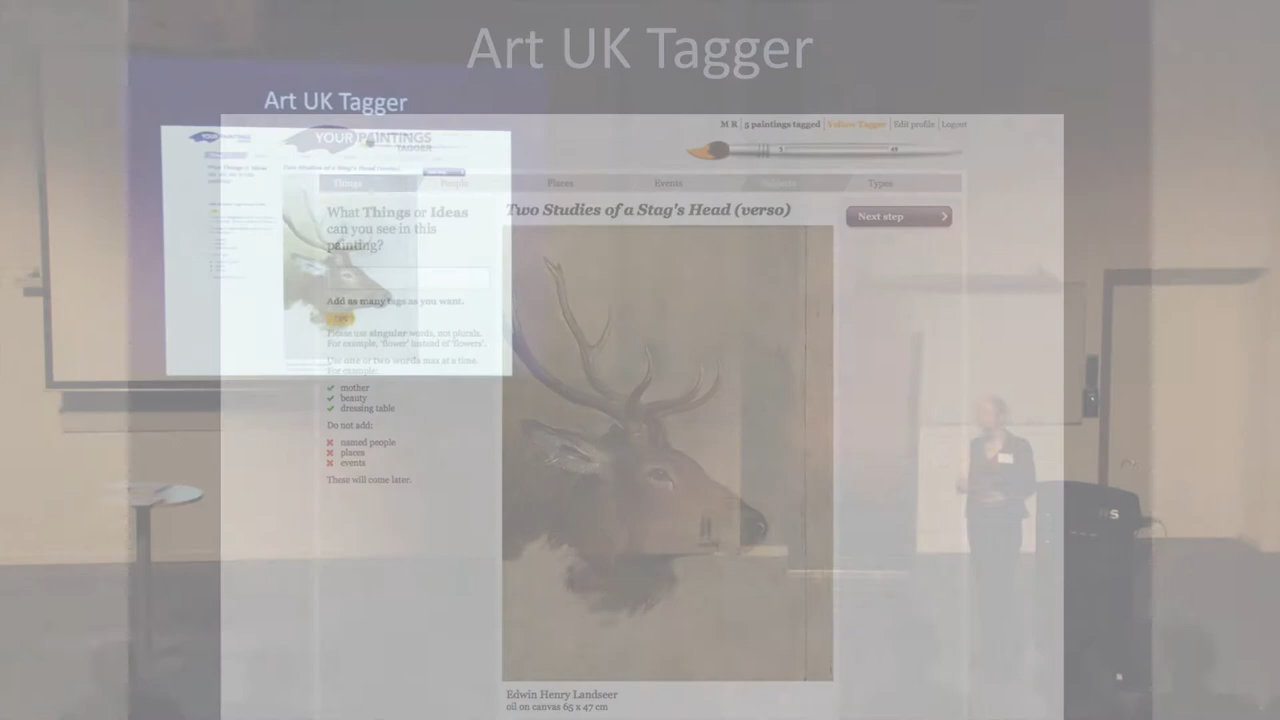 Art UK Tagger
Art UK Tagger
M R | 5 paintings tagged | Yellow Tagger | Edit profile | Logout
YOUR PAINTINGS
TAGGER
5
49
Things
People
Places
Events
Subjects
Types
Two Studies of a Stag's Head (verso)
Next step
What Things or Ideas
can you see in this
painting?
Add as many tags as you want.
Please use singular words, not plurals.
For example, 'flower' instead of 'flowers'.
Use one or two words max at a time.
For example:
mother
beauty
dressing table
Do not add:
named people
places
events
These will come later.
Edwin Henry Landseer
oil on canvas 65 x 47 cm